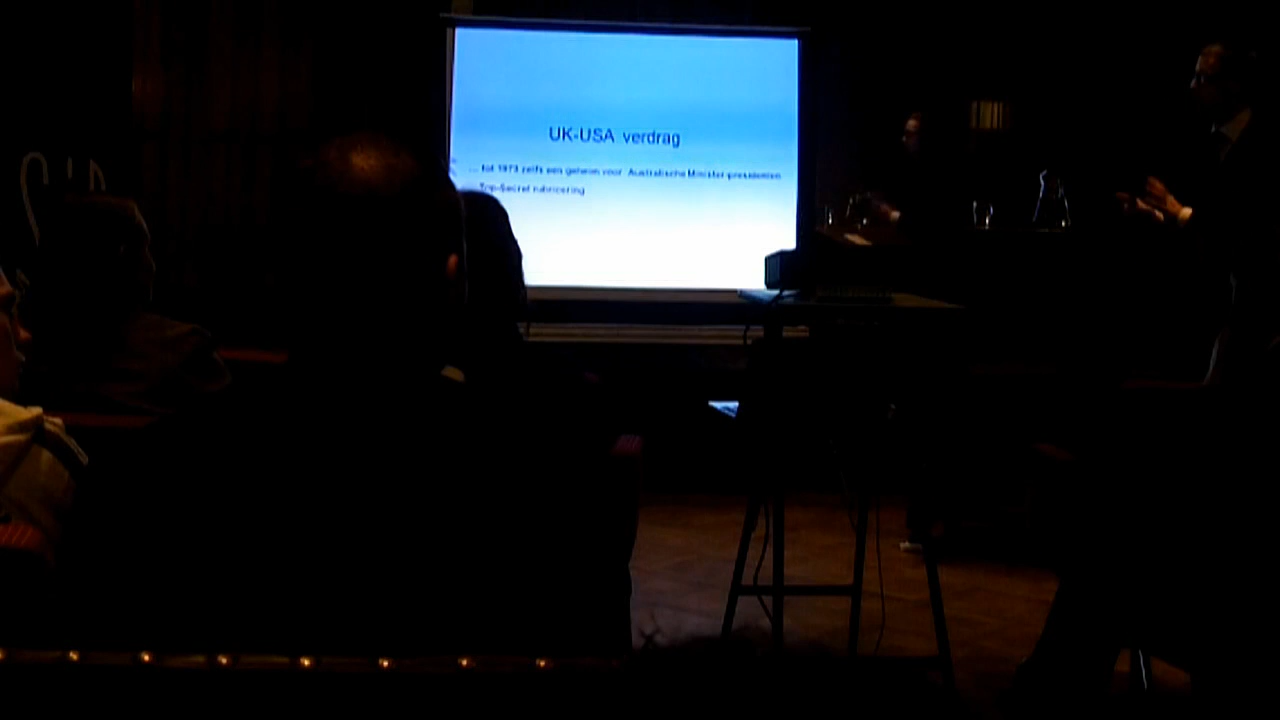 UK-USA verdrag
... tot 1973 zelfs een geheim voor Australische Minister-presidenten
Top-Secret rubricering